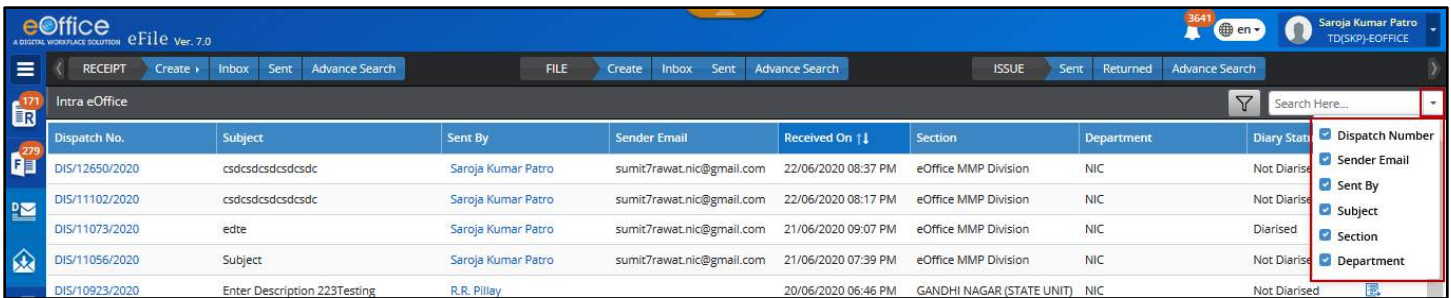 eOffice
A DIGITAL WORKPLACE SOLUTION eFile Ver. 7.0
3641 en Saroja Kumar Patro
TD(SKP)-EOFFICE
RECEIPT Create Inbox Sent Advance Search FILE Create Inbox Sent Advance Search ISSUE Sent Returned Advance Search
171 R Intra eOffice Search Here...
Dispatch No. Subject Sent By Sender Email Received On Section Department Diary Statu
279 F DIS/12650/2020 csdcsdcsdcsdcsdc Saroja Kumar Patro sumit7rawat.nic@gmail.com 22/06/2020 08:37 PM eOffice MMP Division NIC Not Diarise
D DIS/11102/2020 csdcsdcsdcsdcsdc Saroja Kumar Patro sumit7rawat.nic@gmail.com 22/06/2020 08:17 PM eOffice MMP Division NIC Not Diarise
DIS/11073/2020 edte Saroja Kumar Patro sumit7rawat.nic@gmail.com 21/06/2020 09:07 PM eOffice MMP Division NIC Diarised
DIS/11056/2020 Subject Saroja Kumar Patro sumit7rawat.nic@gmail.com 21/06/2020 07:39 PM eOffice MMP Division NIC Not Diarise
DIS/10923/2020 Enter Description 223Testing R.R. Pillay 20/06/2020 06:46 PM GANDHI NAGAR (STATE UNIT) NIC Not Diarised
Dispatch Number
Sender Email
Sent By
Subject
Section
Department